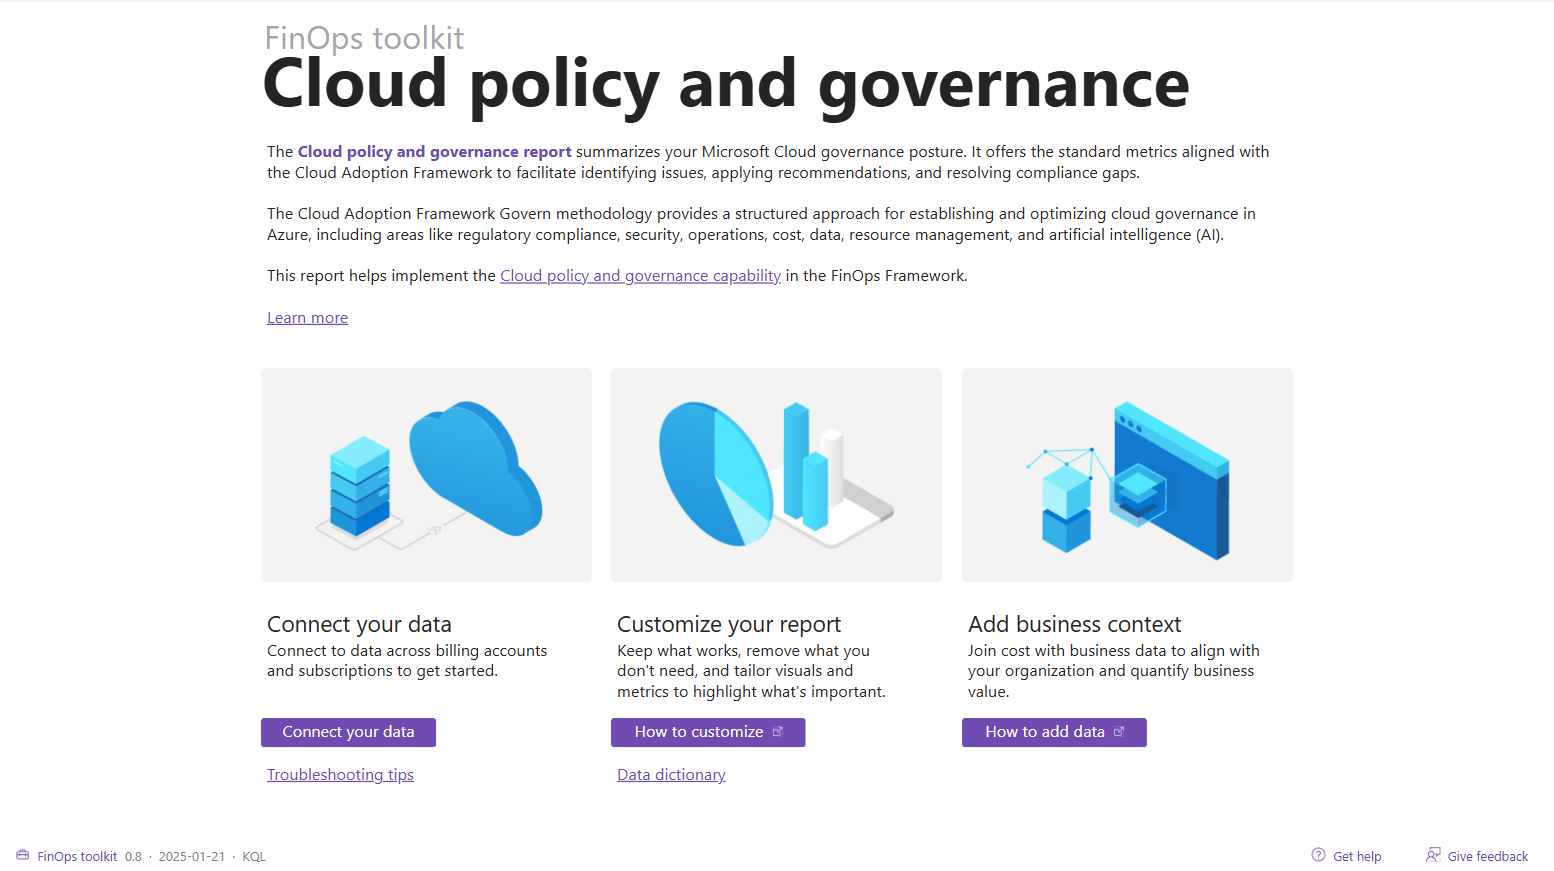 FinOps toolkit
Cloud policy and governance
The Cloud policy and governance report summarizes your Microsoft Cloud governance posture. It offers the standard metrics aligned with
the Cloud Adoption Framework to facilitate identifying issues, applying recommendations, and resolving compliance gaps.
The Cloud Adoption Framework Govern methodology provides a structured approach for establishing and optimizing cloud governance in
Azure, including areas like regulatory compliance, security, operations, cost, data, resource management, and artificial intelligence (AI).
This report helps implement the Cloud policy and governance capability in the FinOps Framework.
Learn more
Connect your data
Connect to data across billing accounts
and subscriptions to get started.
Connect your data
Troubleshooting tips
Customize your report
Keep what works, remove what you
don't need, and tailor visuals and
metrics to highlight what's important.
How to customize
Data dictionary
Add business context
Join cost with business data to align with
your organization and quantify business
value.
How to add data
FinOps toolkit 0.8 · 2025-01-21 · KQL
Get help
Give feedback